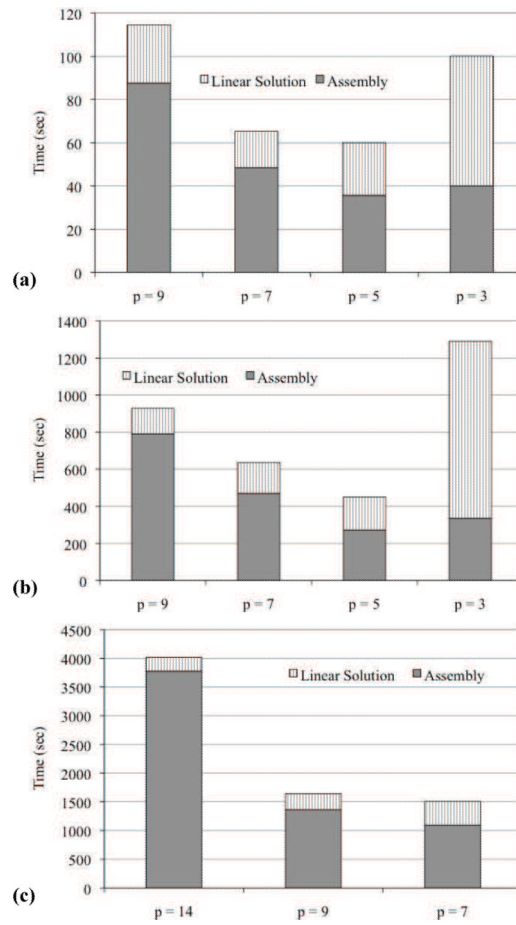 120
100
80
60
40
20
0
Time (sec)
Linear Solution Assembly
p = 9 p = 7 p = 5 p = 3
(a)
1400
1200
1000
800
600
400
200
0
Time (sec)
Linear Solution Assembly
p = 9 p = 7 p = 5 p = 3
(b)
4500
4000
3500
3000
2500
2000
1500
1000
500
0
Time (sec)
Linear Solution Assembly
p = 14 p = 9 p = 7
(c)